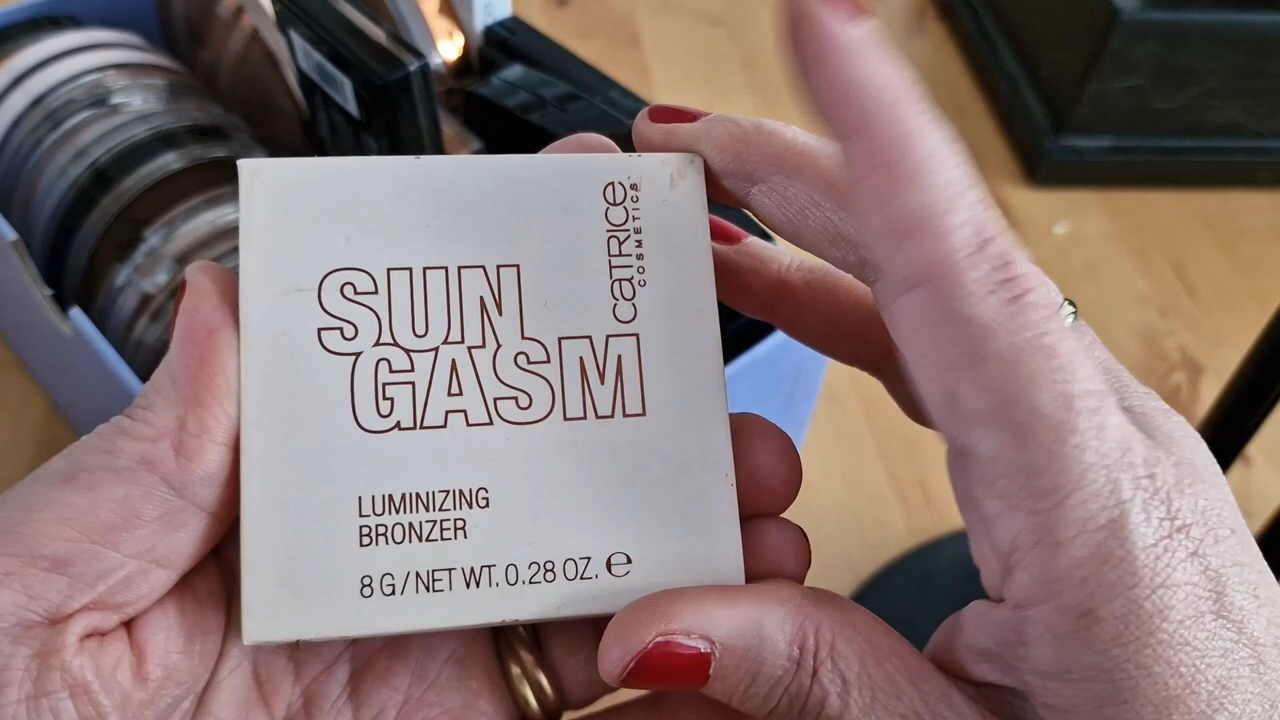 catrice
COSMETICS
SUN
GASM
LUMINIZING
BRONZER
8 G / NET WT. 0.28 OZ. e